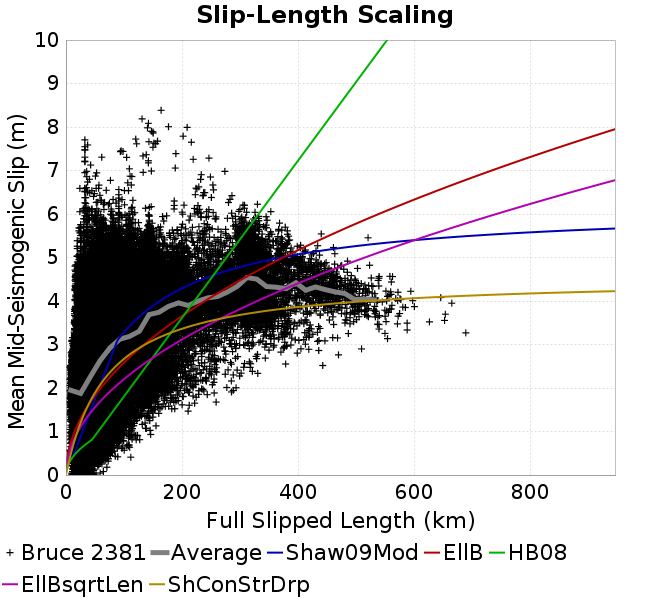 Slip-Length Scaling
Mean Mid-Seismogenic Slip (m)
10
9
8
7
6
5
4
3
2
1
0
0 200 400 600 800
Full Slipped Length (km)
Bruce 2381 Average Shaw09Mod EllB HB08
EllBsqrtLen ShConStrDrp